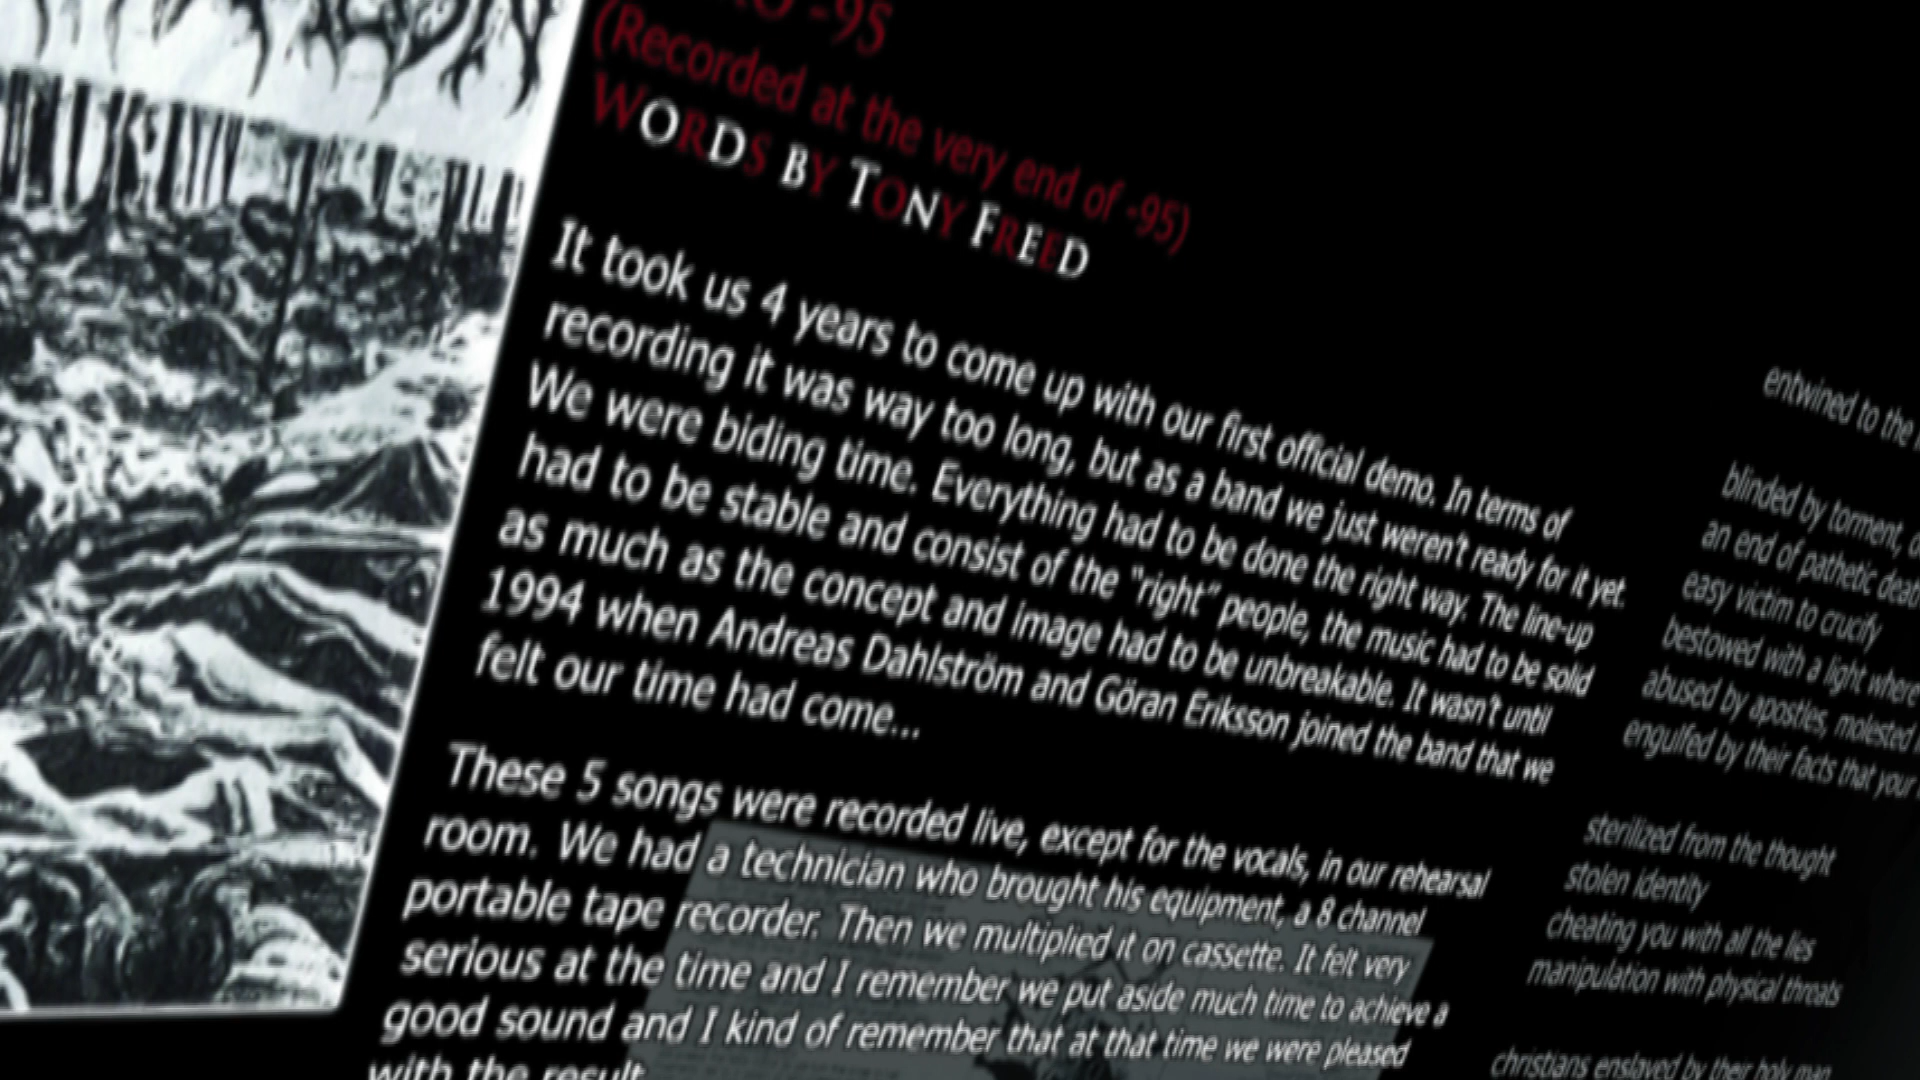 -95
(Recorded at the very end of -95)
WORDS BY TONY FREED
It took us 4 years to come up with our first official demo. In terms of
recording it was way too long, but as a band we just weren't ready for it yet.
We were biding time. Everything had to be done the right way. The line-up
had to be stable and consist of the "right" people, the music had to be solid
as much as the concept and image had to be unbreakable. It wasn't until
1994 when Andreas Dahlström and Göran Eriksson joined the band that we
felt our time had come...
These 5 songs were recorded live, except for the vocals, in our rehearsal
room. We had a technician who brought his equipment, a 8 channel
portable tape recorder. Then we multiplied it on cassette. It felt very
serious at the time and I remember we put aside much time to achieve a
good sound and I kind of remember that at that time we were pleased
with the result
entwined to the
blinded by torment,
an end of pathetic
easy victim to crucify
bestowed with a light where
abused by apostles, molested
engulfed by their facts that your
sterilized from the thought
stolen identity
cheating you with all the lies
manipulation with physical threats
christians enslaved by their holy man